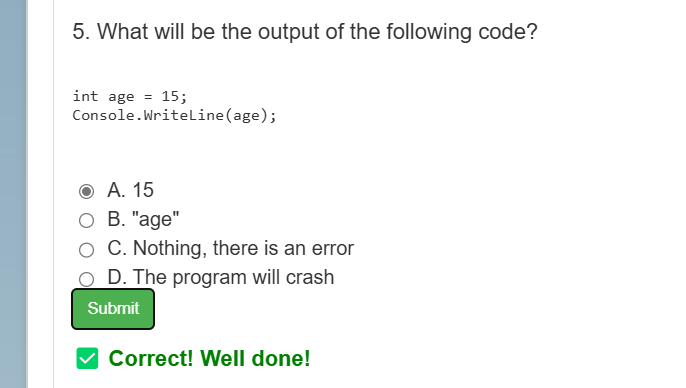 5. What will be the output of the following code?
int age = 15;
Console.WriteLine(age);
A. 15
B. "age"
C. Nothing, there is an error
D. The program will crash
Submit
Correct! Well done!